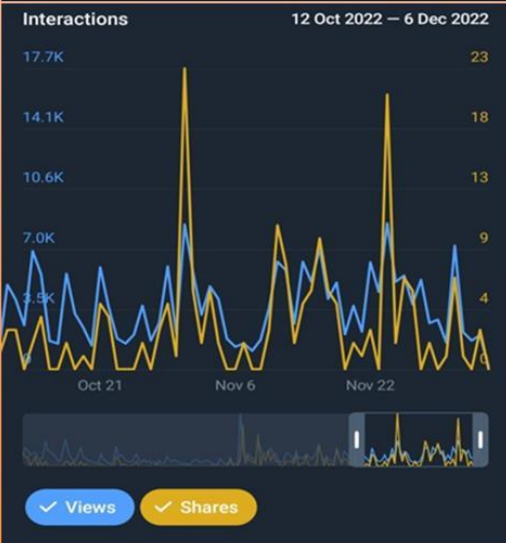 Interactions 12 Oct 2022 — 6 Dec 2022
17.7K 23
14.1K 18
10.6K 13
7.0K 9
3.5K 4
0 0
Oct 21 Nov 6 Nov 22
Views Shares